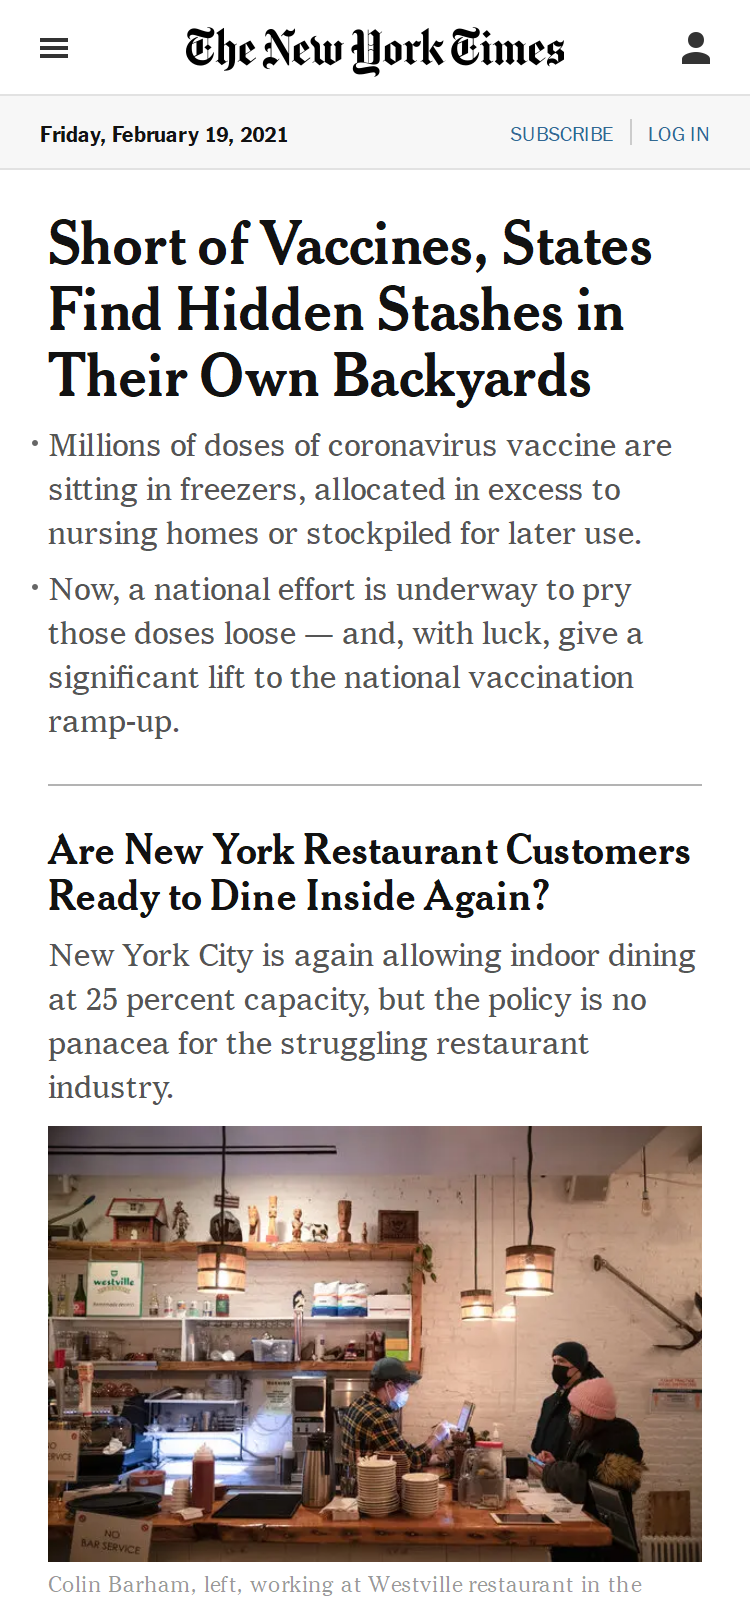 The New York Times
Friday, February 19, 2021
SUBSCRIBE
LOG IN
Short of Vaccines, States
Find Hidden Stashes in
Their Own Backyards
• Millions of doses of coronavirus vaccine are
sitting in freezers, allocated in excess to
nursing homes or stockpiled for later use.
• Now, a national effort is underway to pry
those doses loose — and, with luck, give a
significant lift to the national vaccination
ramp-up.
Are New York Restaurant Customers
Ready to Dine Inside Again?
New York City is again allowing indoor dining
at 25 percent capacity, but the policy is no
panacea for the struggling restaurant
industry.
westville
NO
BAR SERVICE
Colin Barham, left, working at Westville restaurant in the